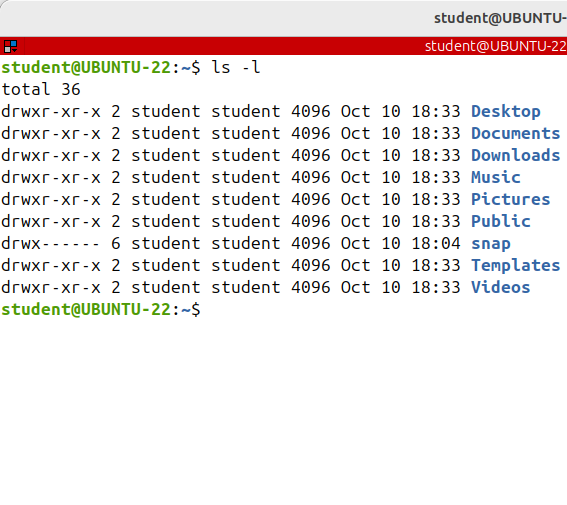 student@UBUNTU-
student@UBUNTU-22
student@UBUNTU-22:~$ ls -l
total 36
drwxr-xr-x 2 student student 4096 Oct 10 18:33 Desktop
drwxr-xr-x 2 student student 4096 Oct 10 18:33 Documents
drwxr-xr-x 2 student student 4096 Oct 10 18:33 Downloads
drwxr-xr-x 2 student student 4096 Oct 10 18:33 Music
drwxr-xr-x 2 student student 4096 Oct 10 18:33 Pictures
drwxr-xr-x 2 student student 4096 Oct 10 18:33 Public
drwx------ 6 student student 4096 Oct 10 18:04 snap
drwxr-xr-x 2 student student 4096 Oct 10 18:33 Templates
drwxr-xr-x 2 student student 4096 Oct 10 18:33 Videos
student@UBUNTU-22:~$